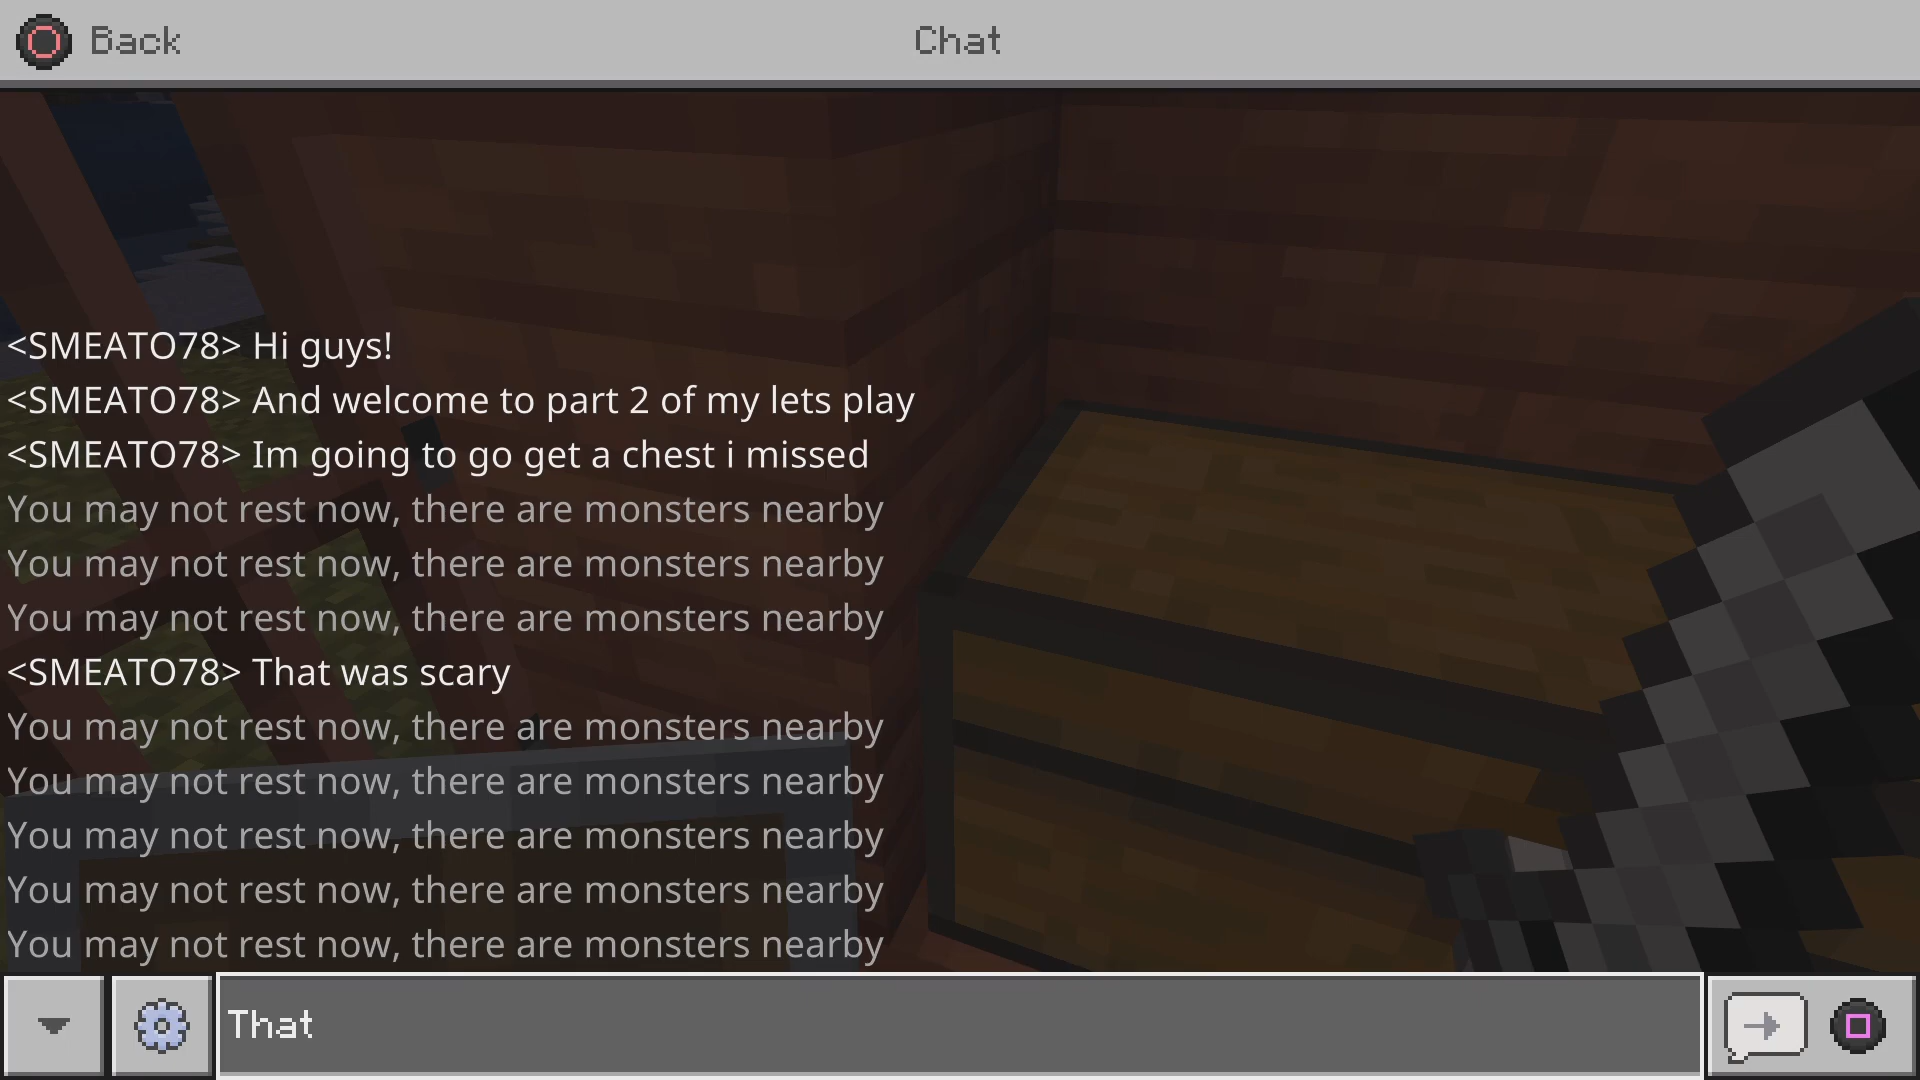 Back
Chat
<SMEATO78> Hi guys!
<SMEATO78> And welcome to part 2 of my lets play
<SMEATO78> Im going to go get a chest i missed
You may not rest now, there are monsters nearby
You may not rest now, there are monsters nearby
You may not rest now, there are monsters nearby
<SMEATO78> That was scary
You may not rest now, there are monsters nearby
You may not rest now, there are monsters nearby
You may not rest now, there are monsters nearby
You may not rest now, there are monsters nearby
You may not rest now, there are monsters nearby
That